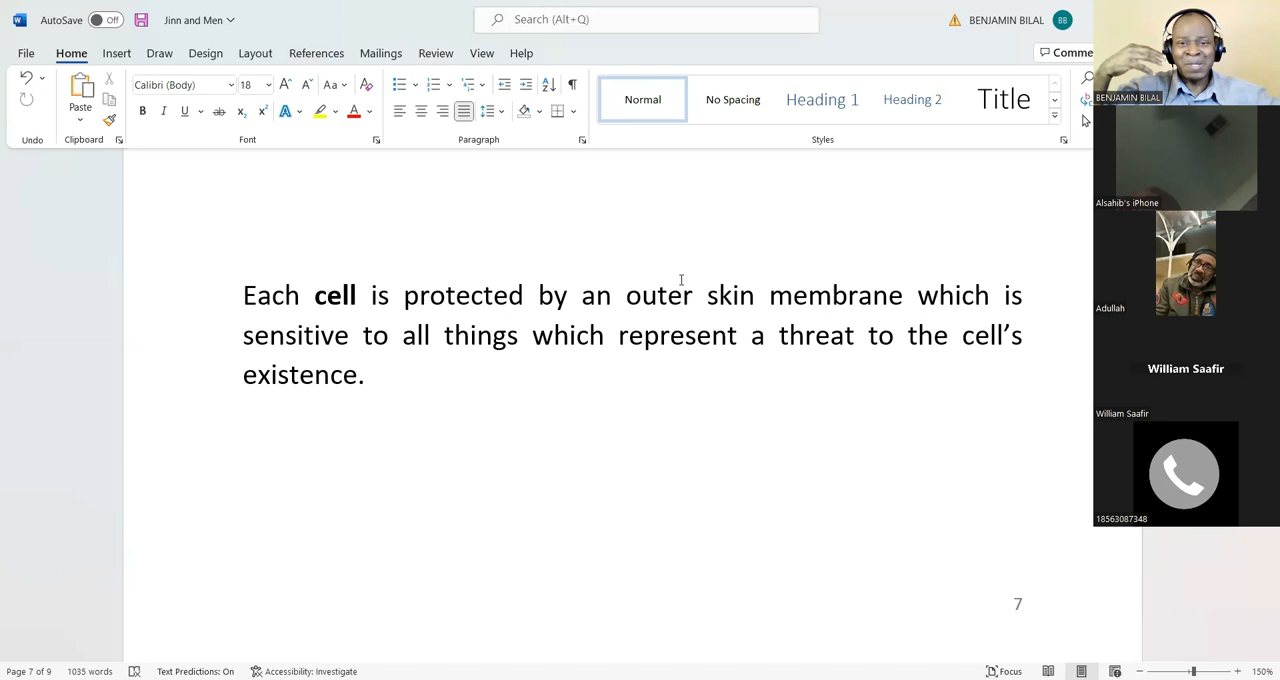 AutoSave Off Jinn and Men Search (Alt+Q) BENJAMIN BILAL BB
File Home Insert Draw Design Layout References Mailings Review View Help Comme
Calibri (Body) 18 Aa
Paste
B I U ab x₂ x² A A
Normal No Spacing Heading 1 Heading 2 Title
Undo Clipboard Font Paragraph Styles
BENJAMIN BILAL
Alsahib's iPhone
Each cell is protected by an outer skin membrane which is
sensitive to all things which represent a threat to the cell’s
existence.
Adullah
William Saafir
William Saafir
18563087348
7
Page 7 of 9 1035 words Text Predictions: On Accessibility: Investigate Focus 150%